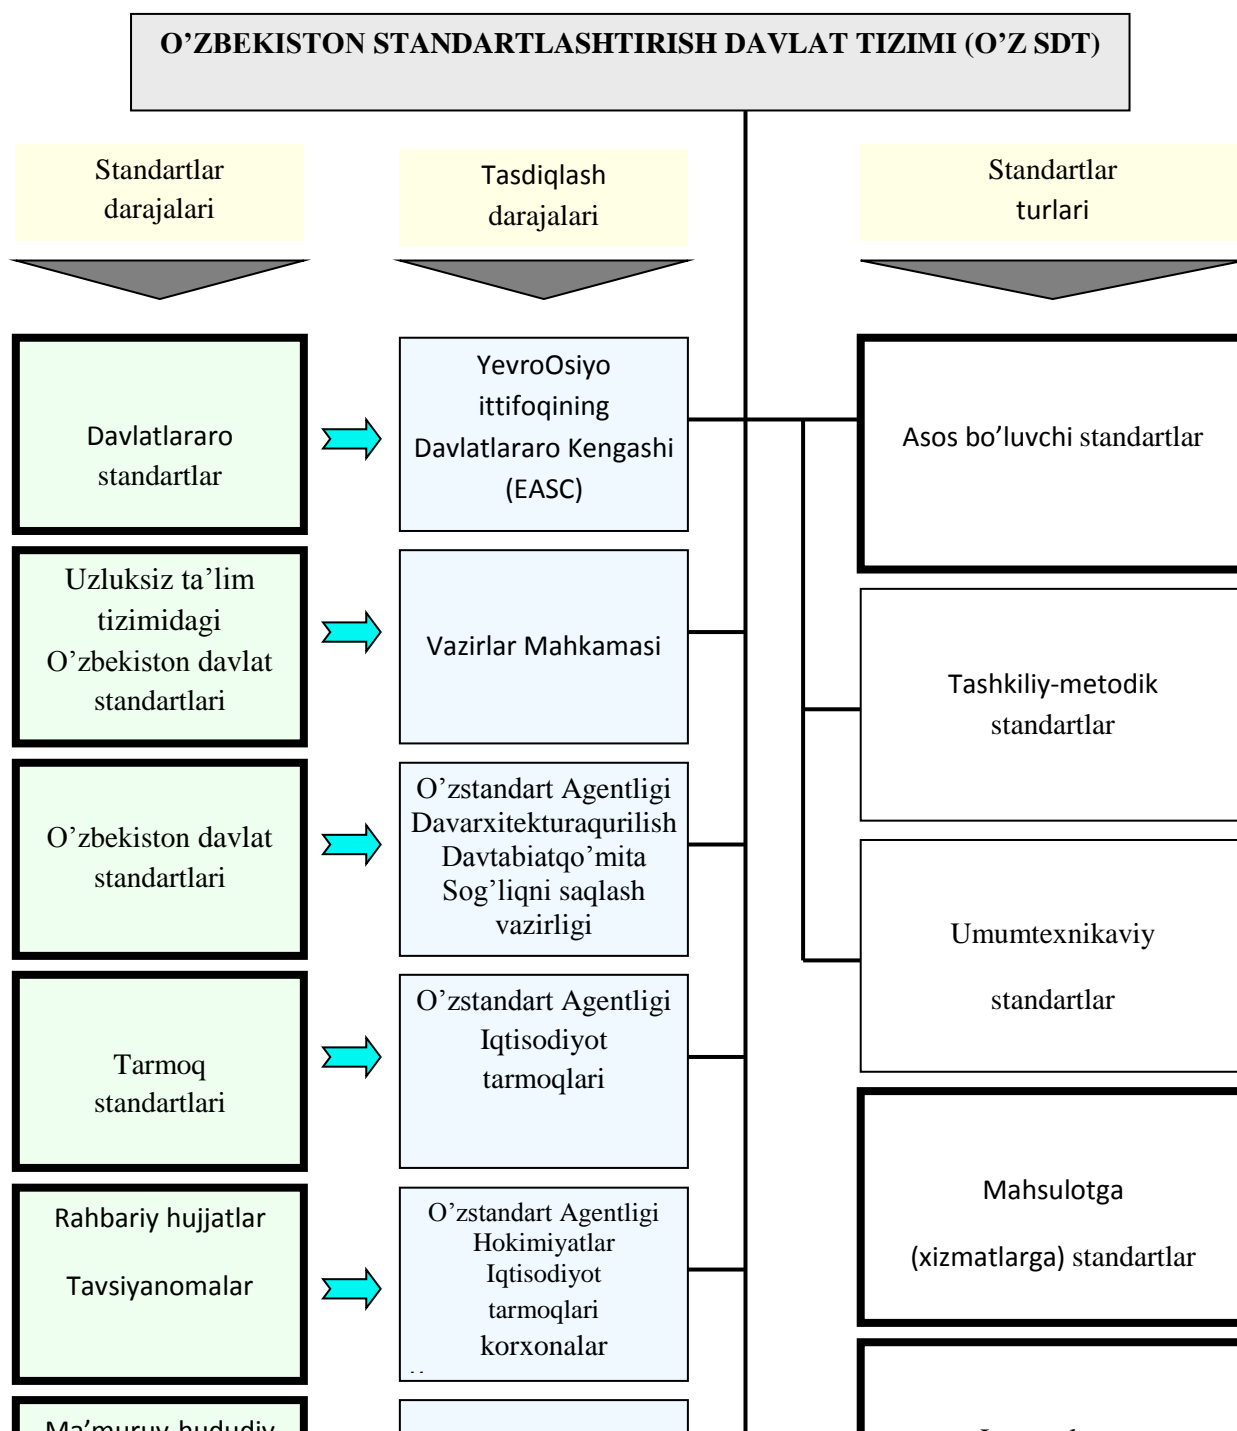 O’ZBEKISTON STANDARTLASHTIRISH DAVLAT TIZIMI (O’Z SDT)
Standartlar
darajalari
Tasdiqlash
darajalari
Standartlar
turlari
Davlatlararo
standartlar
YevroOsiyo
ittifoqining
Davlatlararo Kengashi
(EASC)
Asos bo’luvchi standartlar
Uzluksiz ta’lim
tizimidagi
O’zbekiston davlat
standartlari
Vazirlar Mahkamasi
Tashkiliy-metodik
standartlar
O’zbekiston davlat
standartlari
O’zstandart Agentligi
Davarxitekturaqurilish
Davtabiatqo’mita
Sog’liqni saqlash
vazirligi
Umumtexnikaviy
standartlar
Tarmoq
standartlari
O’zstandart Agentligi
Iqtisodiyot
tarmoqlari
Mahsulotga
(xizmatlarga) standartlar
Rahbariy hujjatlar
Tavsiyanomalar
O’zstandart Agentligi
Hokimiyatlar
Iqtisodiyot
tarmoqlari
korxonalar
Ma’muruy-hududiy